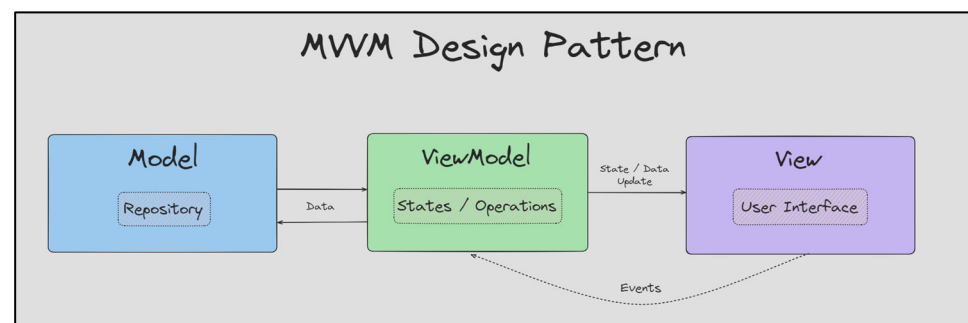 MVVM Design Pattern
Model
Repository
Data
ViewModel
States / Operations
State / Data
Update
View
User Interface
Events